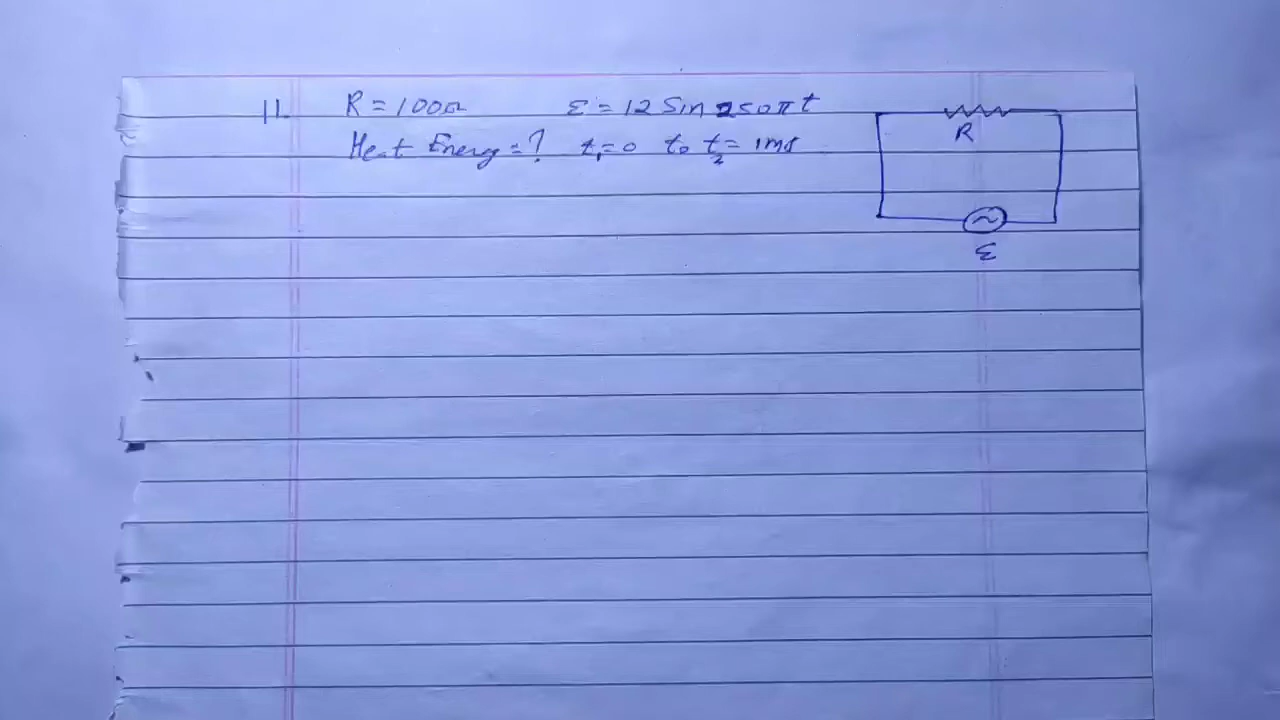 11. R = 100Ω ε = 12 Sin 250πt
Heat Energy = ? t₁ = 0 to t₂ = 1ms
R
ε